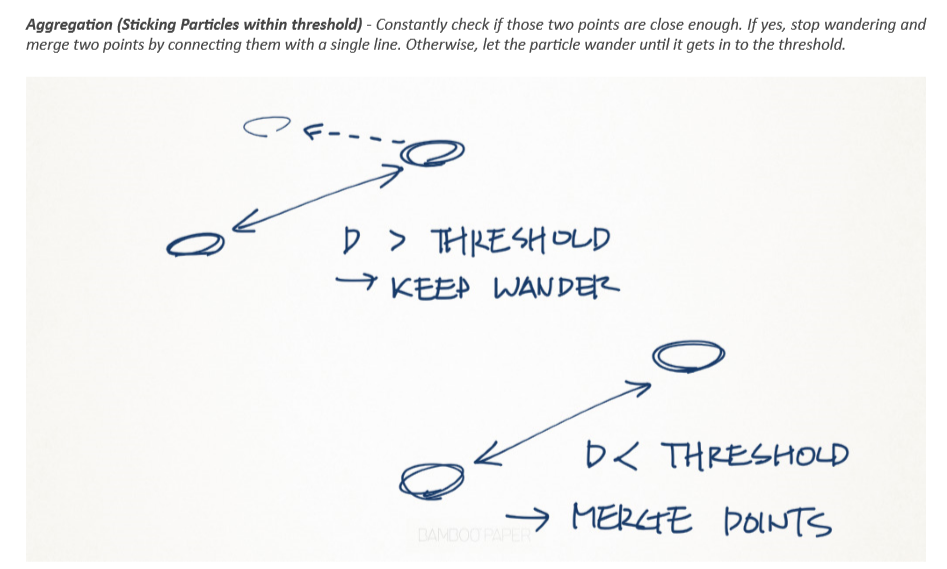 Aggregation (Sticking Particles within threshold) - Constantly check if those two points are close enough. If yes, stop wandering and
merge two points by connecting them with a single line. Otherwise, let the particle wander until it gets in to the threshold.
D > THRESHOLD
→ KEEP WANDER
D < THRESHOLD
→ MERGE POINTS
BAMBOO PAPER